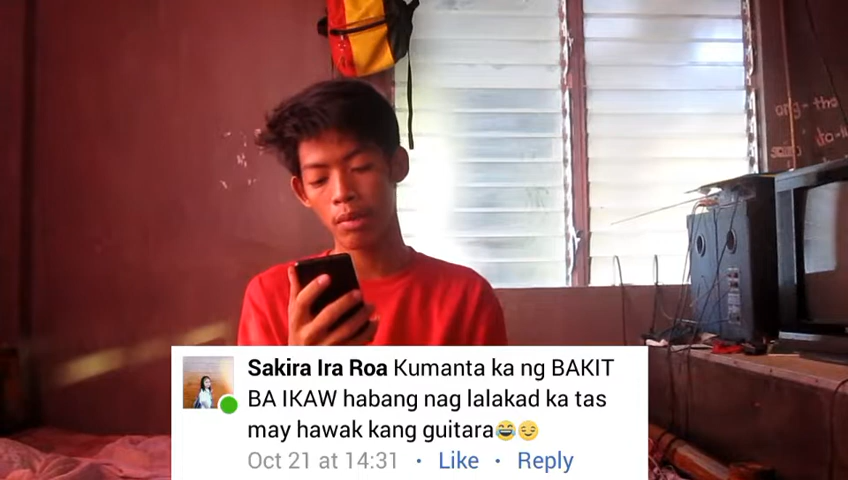 Sakira Ira Roa Kumanta ka ng BAKIT
BA IKAW habang nag lalakad ka tas
may hawak kang guitara😂😏
Oct 21 at 14:31 • Like • Reply